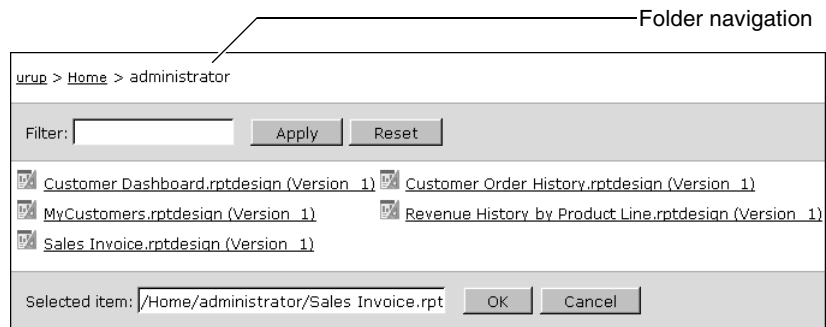 Folder navigation
urup > Home > administrator
Filter: Apply Reset
Customer Dashboard.rptdesign (Version 1) Customer Order History.rptdesign (Version 1)
MyCustomers.rptdesign (Version 1) Revenue History by Product Line.rptdesign (Version 1)
Sales Invoice.rptdesign (Version 1)
Selected item: /Home/administrator/Sales Invoice.rpt OK Cancel